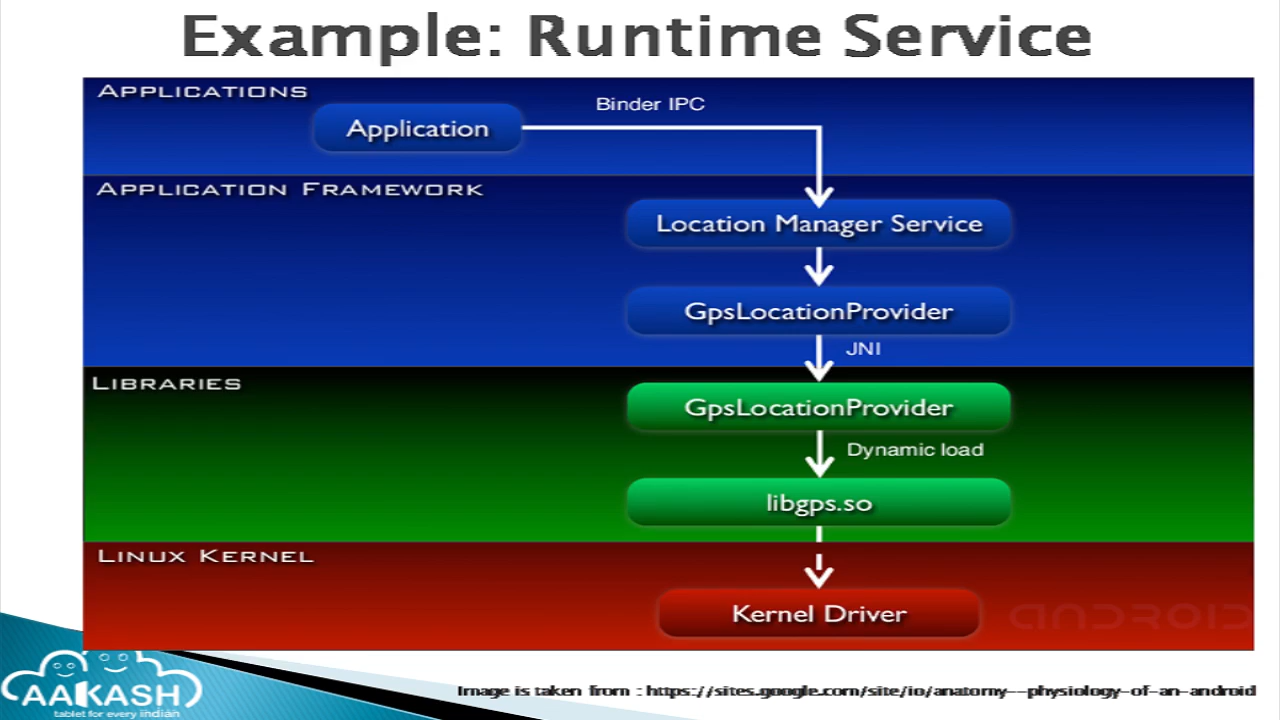 Example: Runtime Service
APPLICATIONS
Binder IPC
Application
APPLICATION FRAMEWORK
Location Manager Service
GpsLocationProvider
JNI
LIBRARIES
GpsLocationProvider
Dynamic load
libgps.so
LINUX KERNEL
Kernel Driver
ANDROID
AAKASH
tablet for every indian
Image is taken from : https://sites.google.com/site/io/anatomy--physiology-of-an-android